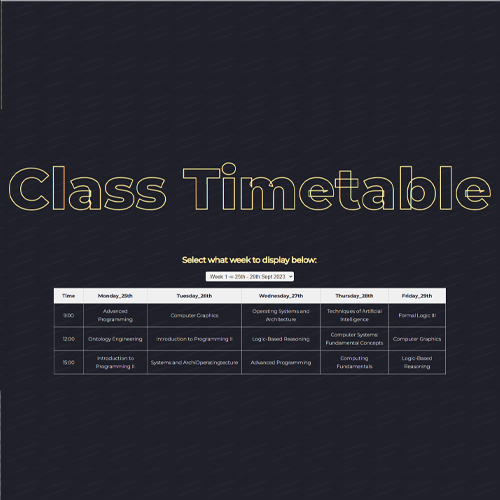 Class Timetable
Select what week to display below:
Week 1 -> 25th - 29th Sept 2023
Time Monday_25th Tuesday_26th Wednesday_27th Thursday_28th Friday_29th
9:00 Advanced Programming Computer Graphics Operating Systems and Architecture Techniques of Artificial Intelligence Formal Logic III
12:00 Ontology Engineering Introduction to Programming II Logic-Based Reasoning Computer Systems: Fundamental Concepts Computer Graphics
15:00 Introduction to Programming II Systems and ArchiOperatingtecture Advanced Programming Computing Fundamentals Logic-Based Reasoning